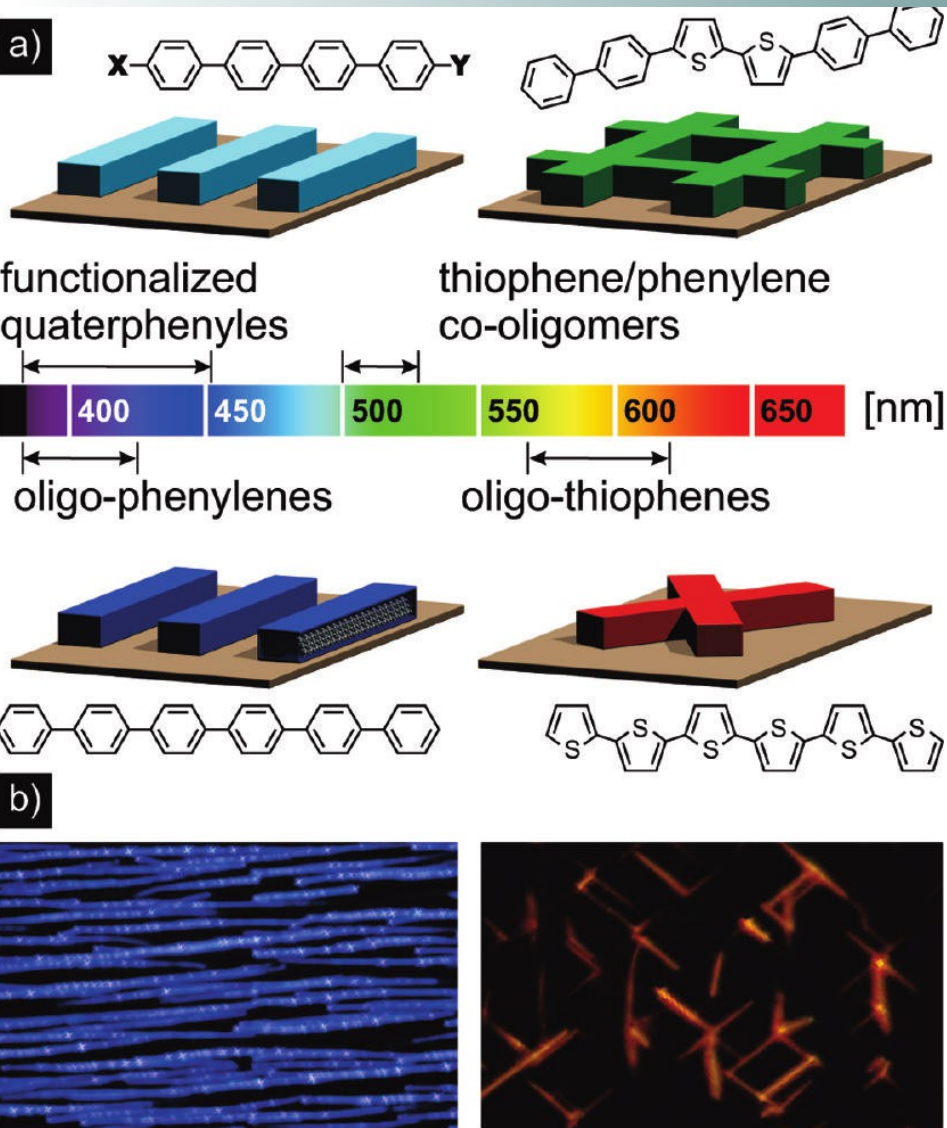 a)
X Y
S S
functionalized
quaterphenyles
thiophene/phenylene
co-oligomers
400 450 500 550 600 650 [nm]
oligo-phenylenes
oligo-thiophenes
S S S S S S
b)